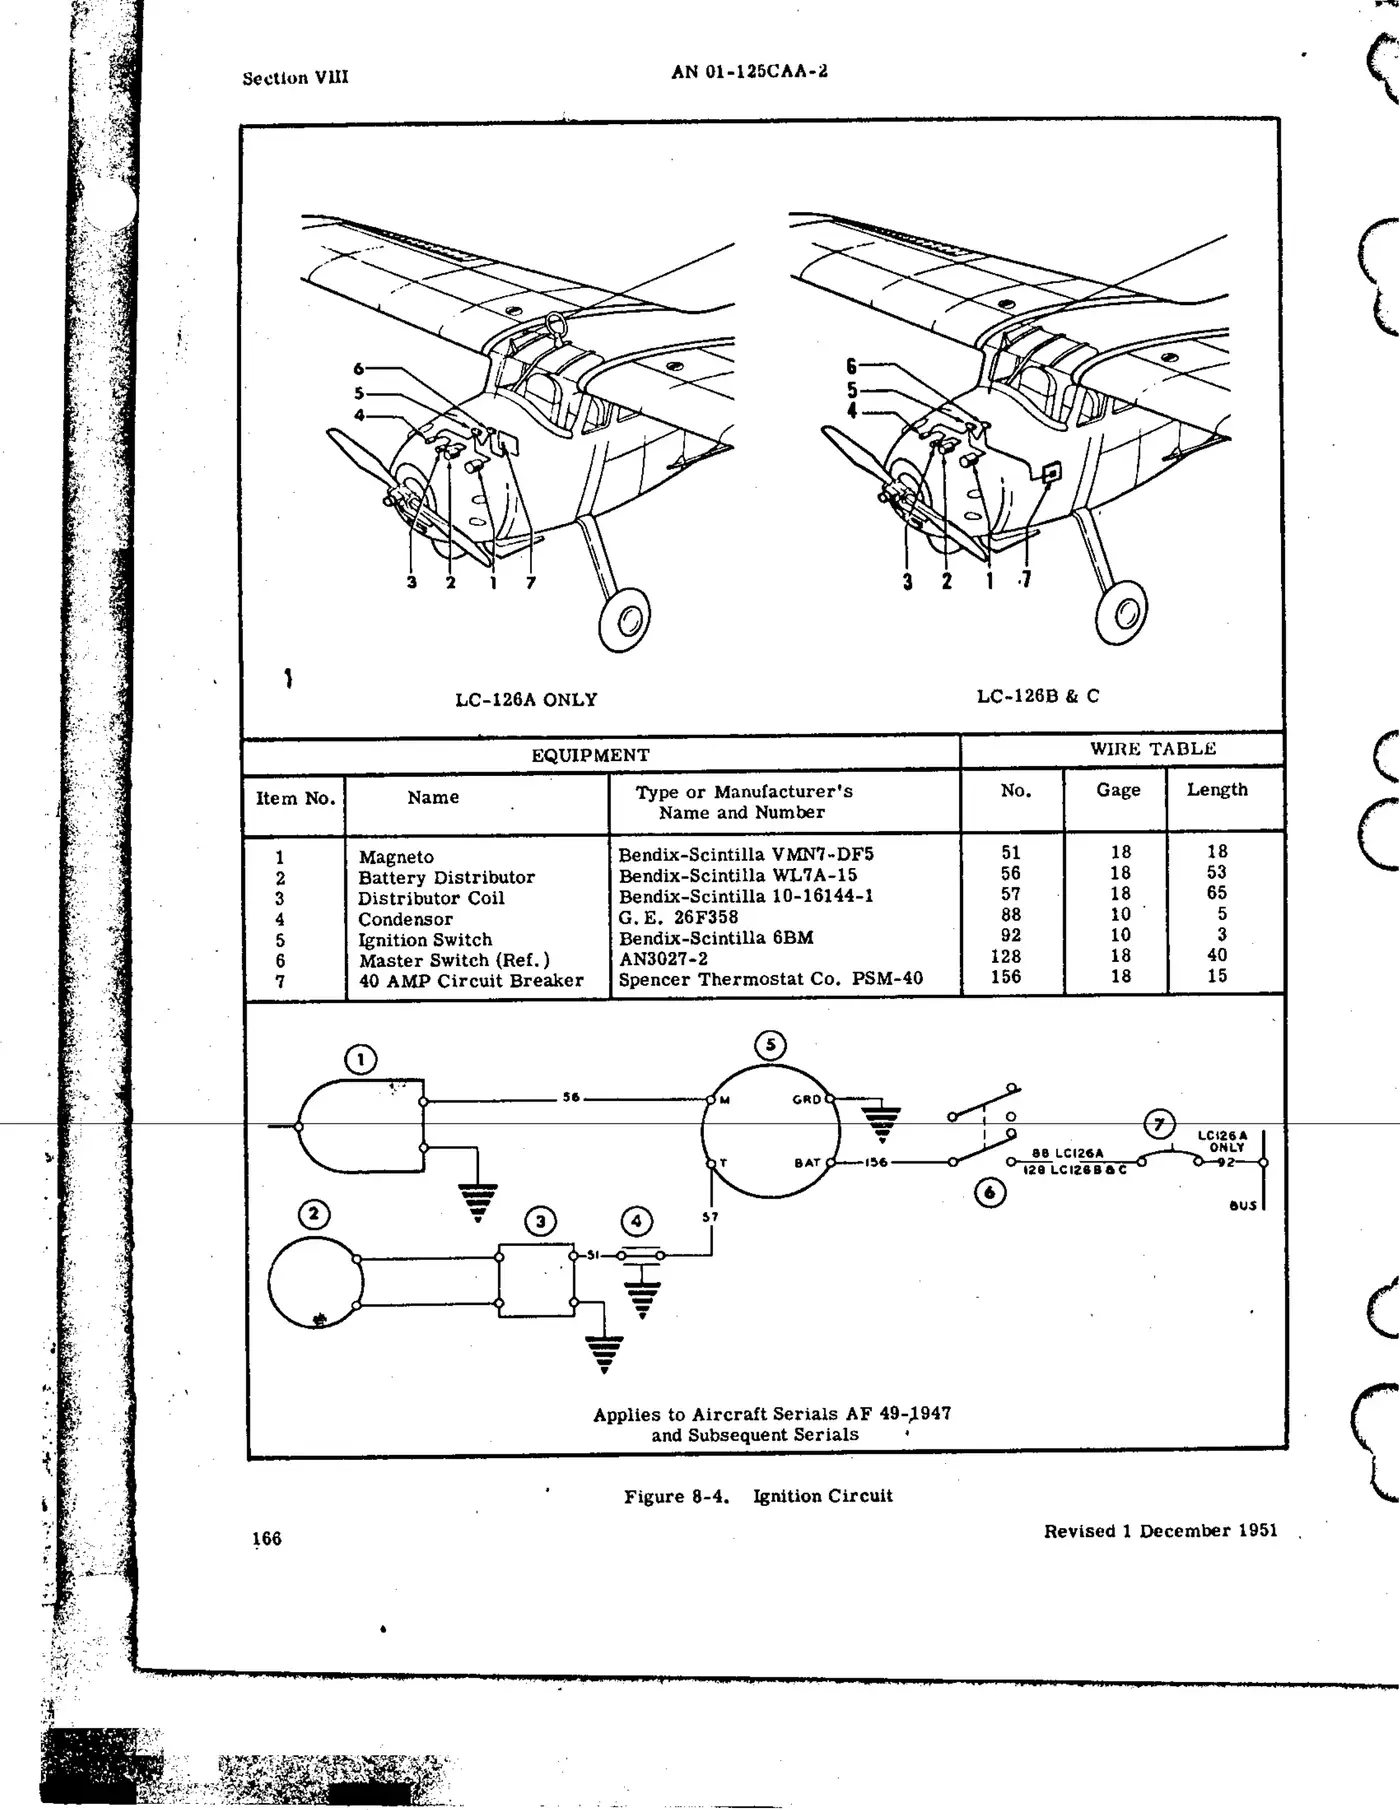 Section VIII
AN 01-125CAA-2
6
5
4
3 2 1 7
6
5
4
3 2 1 7
1
LC-126A ONLY
LC-126B & C
EQUIPMENT
WIRE TABLE
Item No. Name Type or Manufacturer's Name and Number No. Gage Length
1 Magneto Bendix-Scintilla VMN7-DF5 51 18 18
2 Battery Distributor Bendix-Scintilla WL7A-15 56 18 53
3 Distributor Coil Bendix-Scintilla 10-16144-1 57 18 65
4 Condensor G. E. 26F358 88 10 5
5 Ignition Switch Bendix-Scintilla 6BM 92 10 3
6 Master Switch (Ref.) AN3027-2 128 18 40
7 40 AMP Circuit Breaker Spencer Thermostat Co. PSM-40 156 18 15
1
56
5
M
GRD
T
BAT
156
6
88 LC126A
128 LC126B&C
7
LC126A
ONLY
92
BUS
2
3
51
4
57
Applies to Aircraft Serials AF 49-1947
and Subsequent Serials
Figure 8-4. Ignition Circuit
166
Revised 1 December 1951